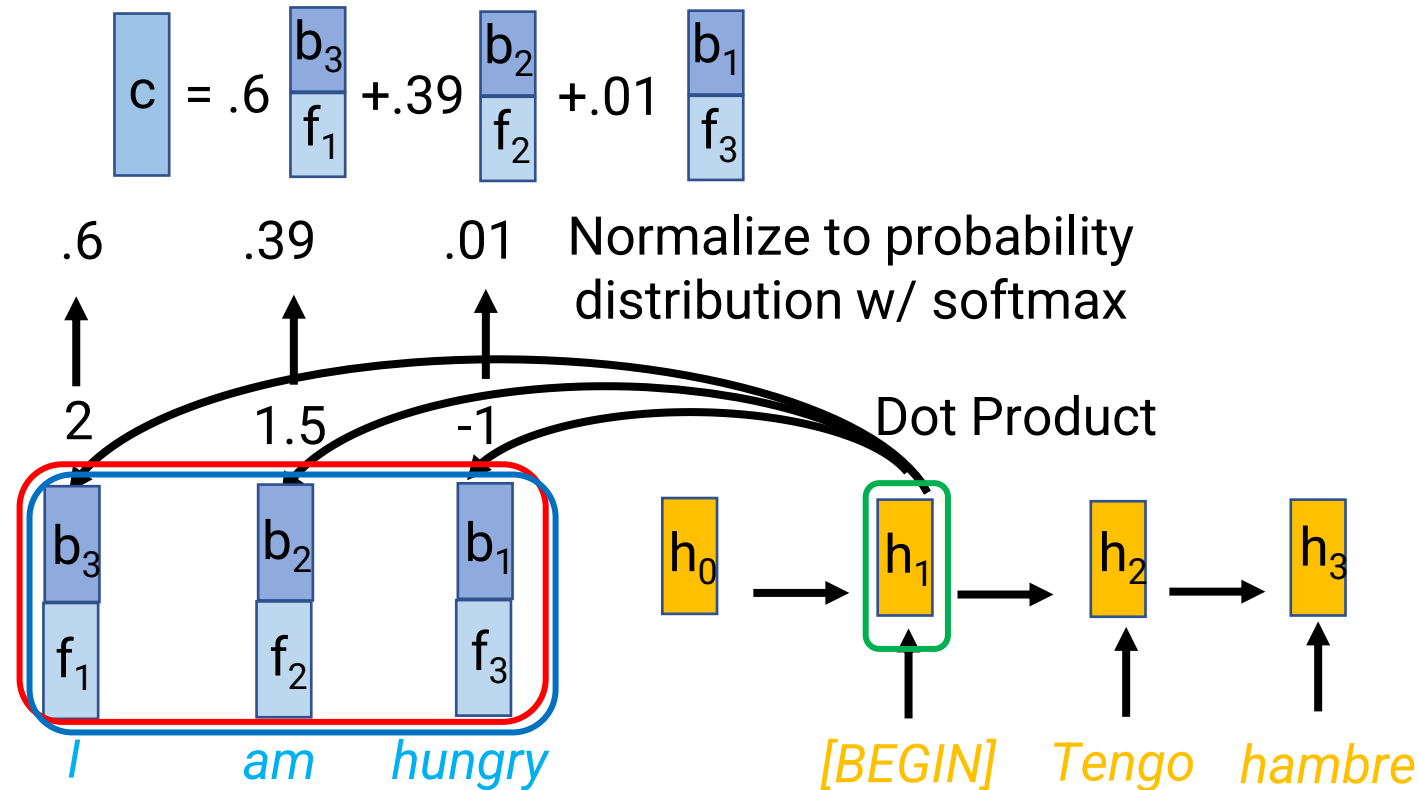 c = .6 b₃ f₁ +.39 b₂ f₂ +.01 b₁ f₃
.6 .39 .01 Normalize to probability
distribution w/ softmax
2 1.5 -1 Dot Product
b₃ b₂ b₁ h₀ h₁ h₂ h₃
f₁ f₂ f₃
I am hungry [BEGIN] Tengo hambre